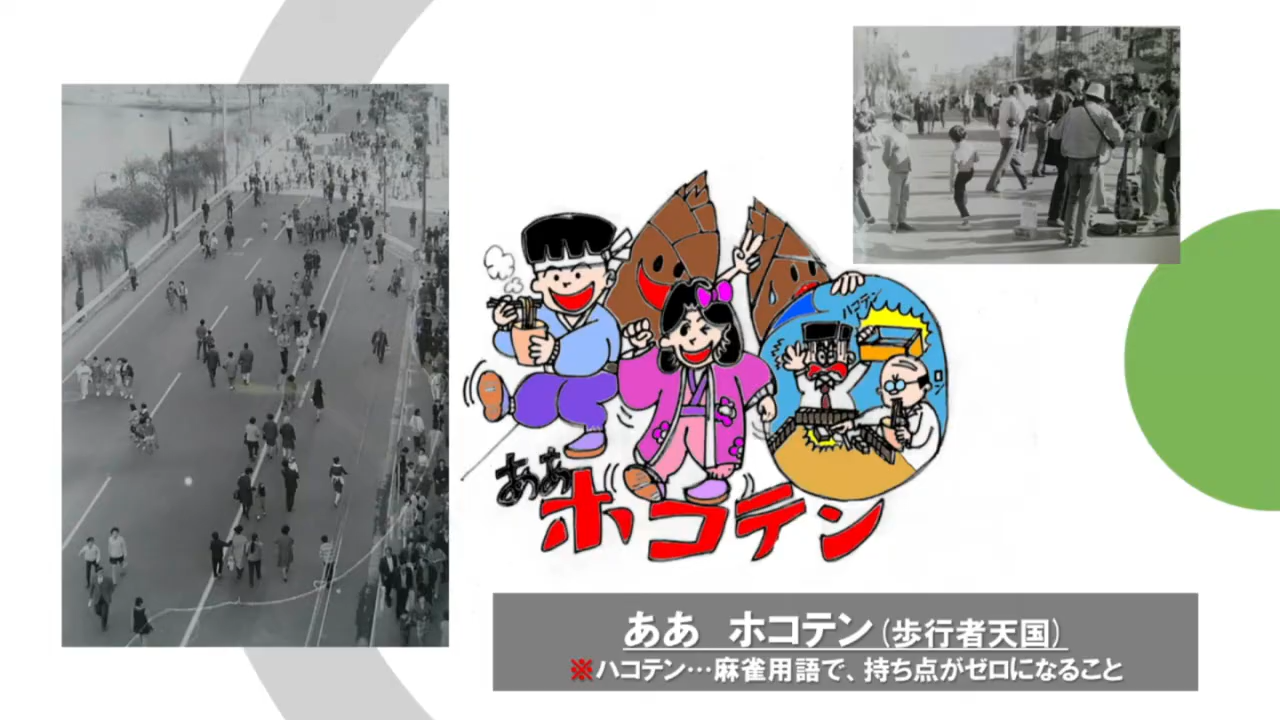 ハコテン
ロン
ああ
ホコテン
ああ　ホコテン(歩行者天国)
※ハコテン…麻雀用語で、持ち点がゼロになること